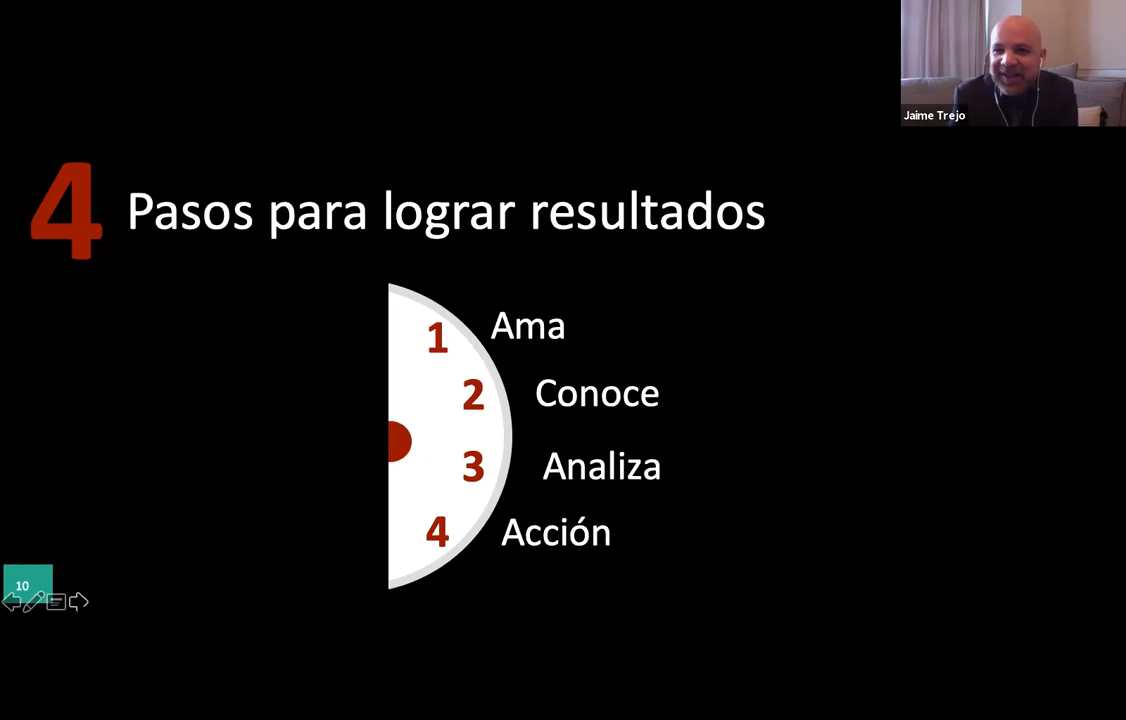 Jaime Trejo
4 Pasos para lograr resultados
1 Ama
2 Conoce
3 Analiza
4 Acción
10